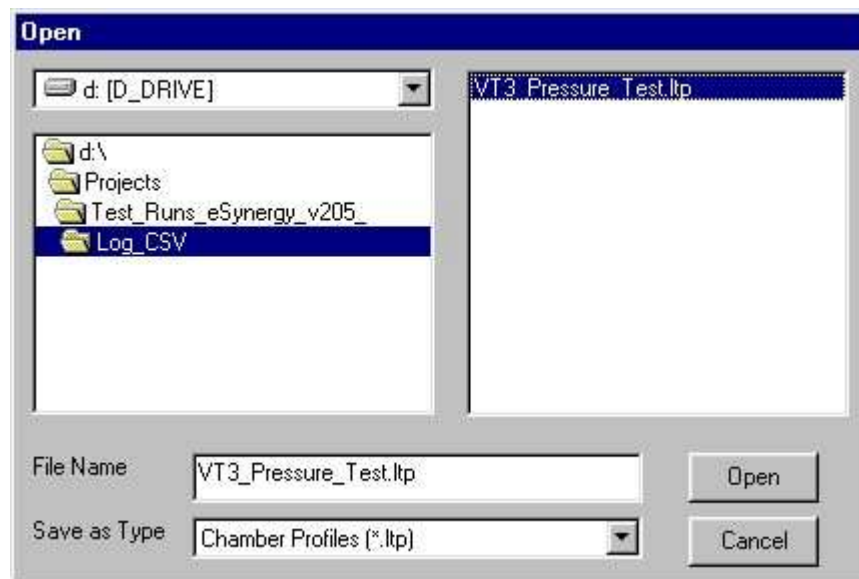 Open
d: [D_DRIVE]
VT3_Pressure_Test.ltp
d:\
Projects
Test_Runs_eSynergy_v205_
Log_CSV
File Name
VT3_Pressure_Test.ltp
Open
Save as Type
Chamber Profiles (*.ltp)
Cancel